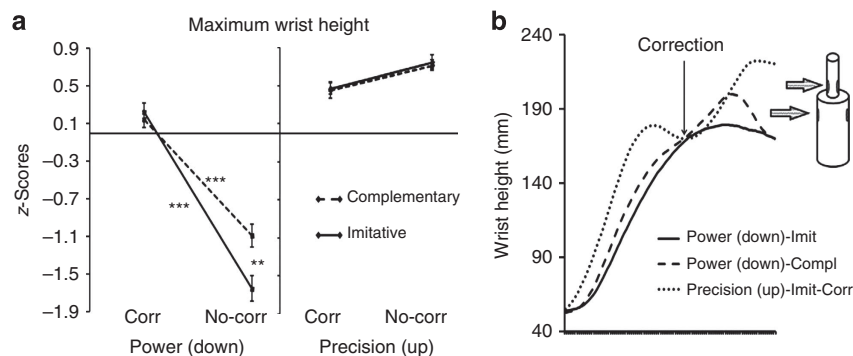 a
Maximum wrist height
z-Scores
0.9
0.5
0.1
–0.3
–0.7
–1.1
–1.5
–1.9
***
***
**
Complementary
Imitative
Corr No-corr Corr No-corr
Power (down) Precision (up)
b
Wrist height (mm)
240
190
140
90
40
Correction
Power (down)-Imit
Power (down)-Compl
Precision (up)-Imit-Corr